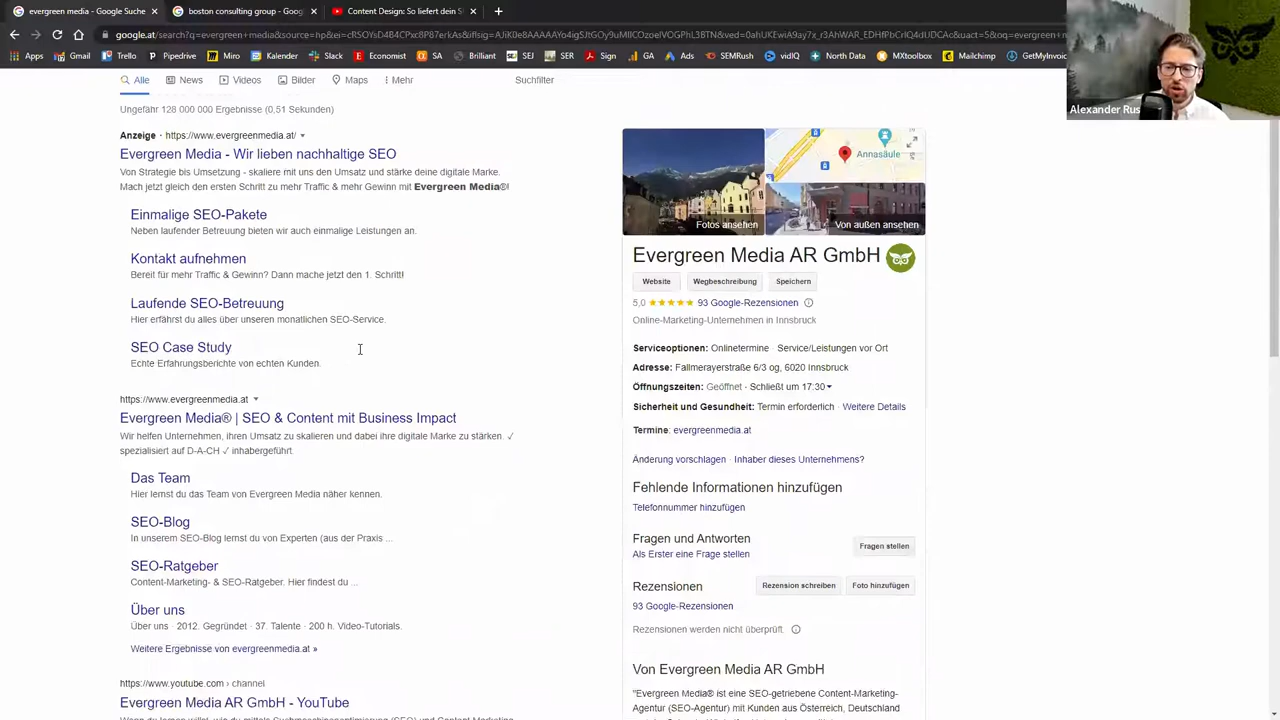 evergreen media - Google Suche
boston consulting group - Google
Content Design: So liefert dein S
google.at/search?q=evergreen+media&source=hp&ei=
Apps
Trello
Kalender
Slack
Economist
SA
Brilliant
SEJ
SER
Sign
GA
Ads
SEMRush
vidIQ
North Data
MXtoolbox
Mailchimp
GetMyInvoic
Alexander Rus
Alle
News
Videos
Bilder
Maps
Mehr
Suchfilter
Ungefähr 128 000 000 Ergebnisse (0,51 Sekunden)
Anzeige · https://www.evergreenmedia.at/
Evergreen Media - Wir lieben nachhaltige SEO
Von Strategie bis Umsetzung - skaliere mit uns den Umsatz und stärke deine digitale Marke.
Mach jetzt gleich den ersten Schritt zu mehr Traffic & mehr Gewinn mit Evergreen Media®!
Einmalige SEO-Pakete
Neben laufender Betreuung bieten wir auch einmalige Leistungen an.
Kontakt aufnehmen
Bereit für mehr Traffic & Gewinn? Dann mache jetzt den 1. Schritt!
Laufende SEO-Betreuung
Hier erfährst du alles über unseren monatlichen SEO-Service.
SEO Case Study
Echte Erfahrungsberichte von echten Kunden.
https://www.evergreenmedia.at
Evergreen Media® | SEO & Content mit Business Impact
Wir helfen Unternehmen, ihren Umsatz zu skalieren und dabei ihre digitale Marke zu stärken. ✓
spezialisiert auf D-A-CH ✓ inhabergeführt.
Das Team
Hier lernst du das Team von Evergreen Media näher kennen.
SEO-Blog
In unserem SEO-Blog lernst du von Experten (aus der Praxis ...
SEO-Ratgeber
Content-Marketing- & SEO-Ratgeber. Hier findest du ...
Über uns
Über uns · 2012. Gegründet · 37. Talente · 200 h. Video-Tutorials.
Weitere Ergebnisse von evergreenmedia.at »
https://www.youtube.com › channel
Evergreen Media AR GmbH - YouTube
Annasäule
Fotos ansehen
Von außen ansehen
Evergreen Media AR GmbH
Website
Wegbeschreibung
Speichern
5,0 ★★★★★ 93 Google-Rezensionen
Online-Marketing-Unternehmen in Innsbruck
Serviceoptionen: Onlinetermine · Service/Leistungen vor Ort
Adresse: Fallmerayerstraße 6/3 og, 6020 Innsbruck
Öffnungszeiten: Geöffnet · Schließt um 17:30
Sicherheit und Gesundheit: Termin erforderlich · Weitere Details
Termine: evergreenmedia.at
Änderung vorschlagen · Inhaber dieses Unternehmens?
Fehlende Informationen hinzufügen
Telefonnummer hinzufügen
Fragen und Antworten
Als Erster eine Frage stellen
Fragen stellen
Rezensionen
Rezension schreiben
Foto hinzufügen
93 Google-Rezensionen
Rezensionen werden nicht überprüft.
Von Evergreen Media AR GmbH
"Evergreen Media® ist eine SEO-getriebene Content-Marketing-
Agentur (SEO-Agentur) mit Kunden aus Österreich, Deutschland